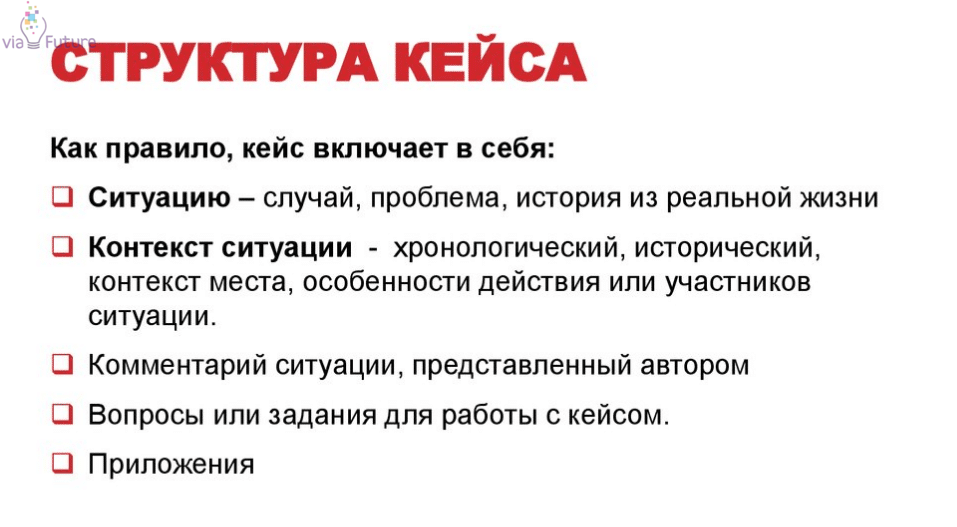 via Future
СТРУКТУРА КЕЙСА
Как правило, кейс включает в себя:
Ситуацию – случай, проблема, история из реальной жизни
Контекст ситуации - хронологический, исторический,
контекст места, особенности действия или участников
ситуации.
Комментарий ситуации, представленный автором
Вопросы или задания для работы с кейсом.
Приложения